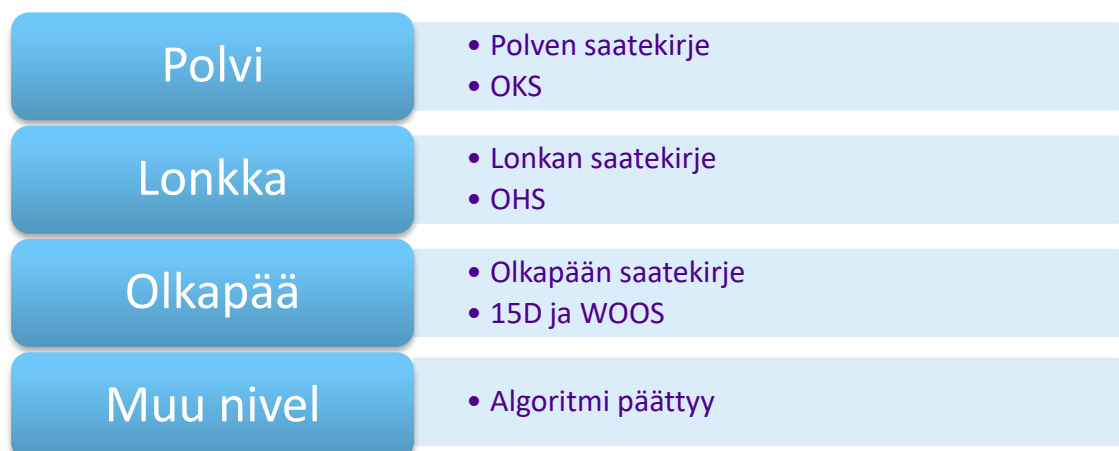 Polvi
• Polven saatekirje
• OKS
Lonkka
• Lonkan saatekirje
• OHS
Olkapää
• Olkapään saatekirje
• 15D ja WOOS
Muu nivel
• Algoritmi päättyy